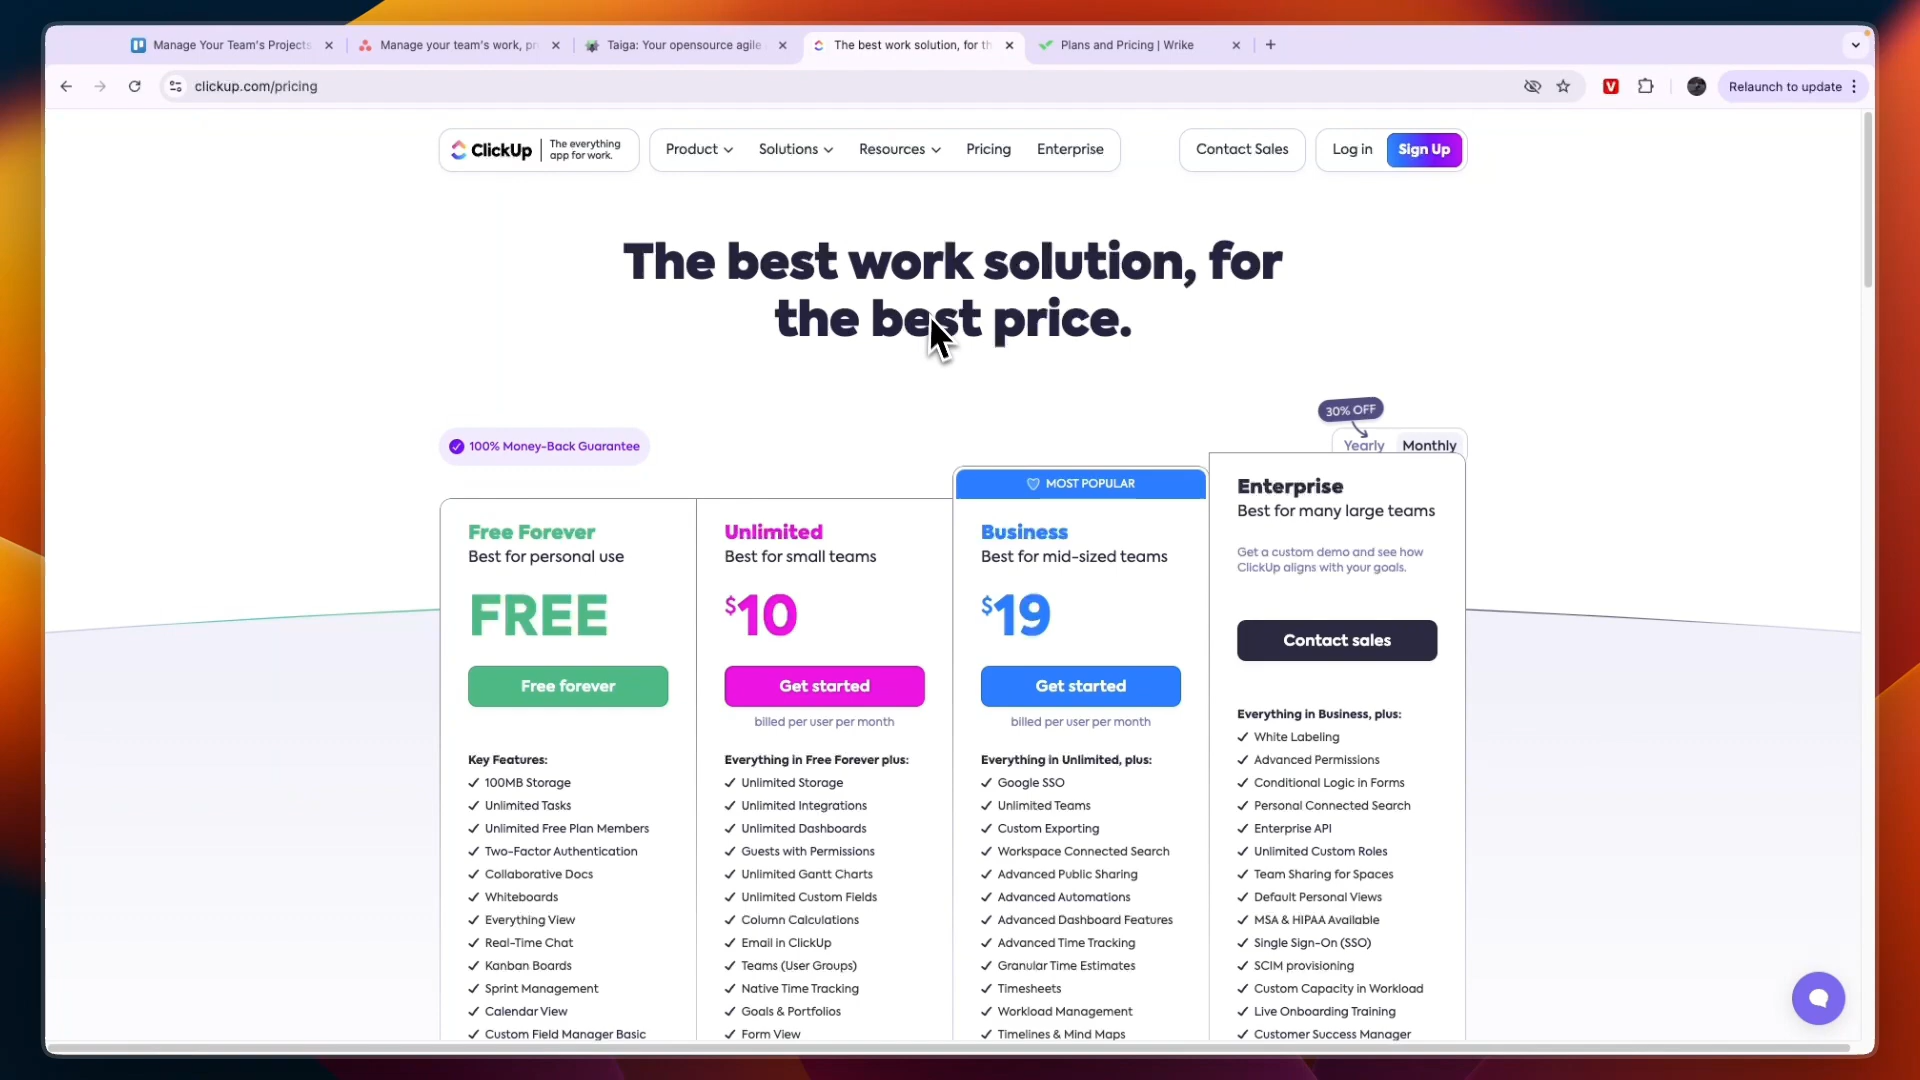 Manage Your Team's Projects
Manage your team's work, pr
Taiga: Your opensource agile
The best work solution, for th
Plans and Pricing | Wrike
clickup.com/pricing
V
Relaunch to update
ClickUp
The everything
app for work.
Product
Solutions
Resources
Pricing
Enterprise
Contact Sales
Log in
Sign Up
The best work solution, for
the best price.
100% Money-Back Guarantee
30% OFF
Yearly
Monthly
Free Forever
Best for personal use
FREE
Free forever
Key Features:
100MB Storage
Unlimited Tasks
Unlimited Free Plan Members
Two-Factor Authentication
Collaborative Docs
Whiteboards
Everything View
Real-Time Chat
Kanban Boards
Sprint Management
Calendar View
Custom Field Manager Basic
Unlimited
Best for small teams
$10
Get started
billed per user per month
Everything in Free Forever plus:
Unlimited Storage
Unlimited Integrations
Unlimited Dashboards
Guests with Permissions
Unlimited Gantt Charts
Unlimited Custom Fields
Column Calculations
Email in ClickUp
Teams (User Groups)
Native Time Tracking
Goals & Portfolios
Form View
MOST POPULAR
Business
Best for mid-sized teams
$19
Get started
billed per user per month
Everything in Unlimited, plus:
Google SSO
Unlimited Teams
Custom Exporting
Workspace Connected Search
Advanced Public Sharing
Advanced Automations
Advanced Dashboard Features
Advanced Time Tracking
Granular Time Estimates
Timesheets
Workload Management
Timelines & Mind Maps
Enterprise
Best for many large teams
Get a custom demo and see how
ClickUp aligns with your goals.
Contact sales
Everything in Business, plus:
White Labeling
Advanced Permissions
Conditional Logic in Forms
Personal Connected Search
Enterprise API
Unlimited Custom Roles
Team Sharing for Spaces
Default Personal Views
MSA & HIPAA Available
Single Sign-On (SSO)
SCIM provisioning
Custom Capacity in Workload
Live Onboarding Training
Customer Success Manager